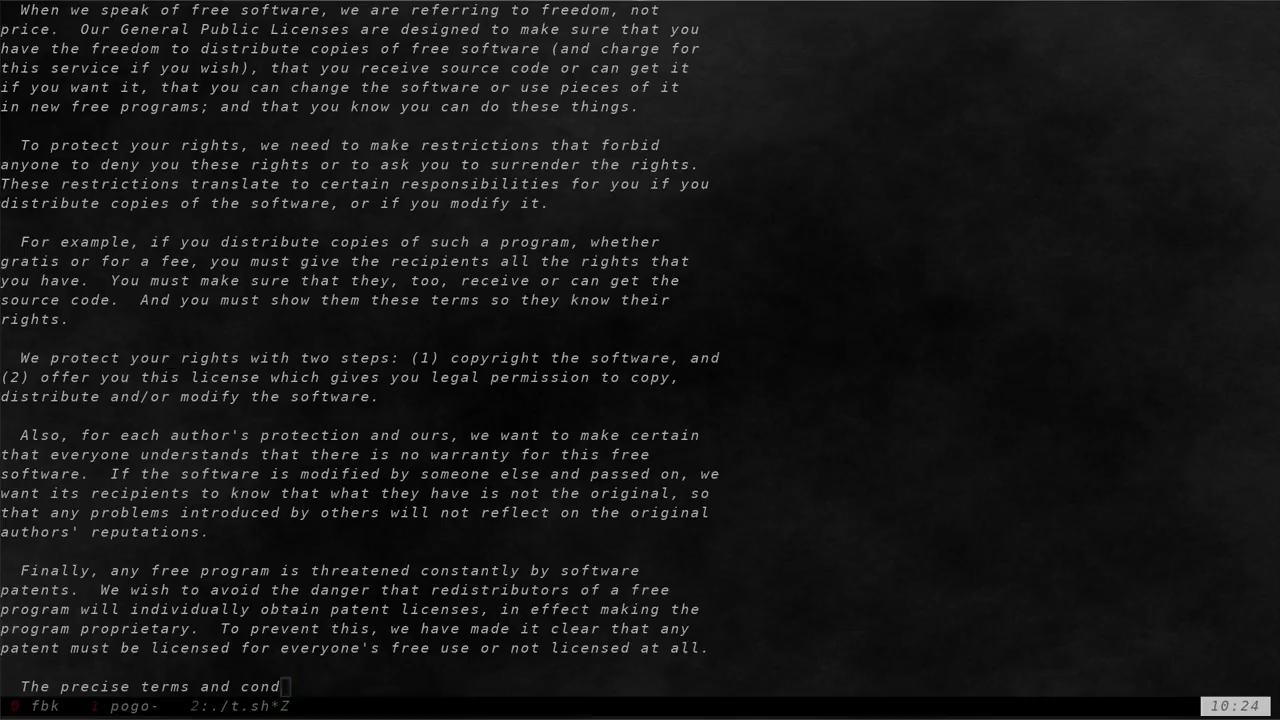 When we speak of free software, we are referring to freedom, not
price.  Our General Public Licenses are designed to make sure that you
have the freedom to distribute copies of free software (and charge for
this service if you wish), that you receive source code or can get it
if you want it, that you can change the software or use pieces of it
in new free programs; and that you know you can do these things.
To protect your rights, we need to make restrictions that forbid
anyone to deny you these rights or to ask you to surrender the rights.
These restrictions translate to certain responsibilities for you if you
distribute copies of the software, or if you modify it.
For example, if you distribute copies of such a program, whether
gratis or for a fee, you must give the recipients all the rights that
you have.  You must make sure that they, too, receive or can get the
source code.  And you must show them these terms so they know their
rights.
We protect your rights with two steps: (1) copyright the software, and
(2) offer you this license which gives you legal permission to copy,
distribute and/or modify the software.
Also, for each author's protection and ours, we want to make certain
that everyone understands that there is no warranty for this free
software.  If the software is modified by someone else and passed on, we
want its recipients to know that what they have is not the original, so
that any problems introduced by others will not reflect on the original
authors' reputations.
Finally, any free program is threatened constantly by software
patents.  We wish to avoid the danger that redistributors of a free
program will individually obtain patent licenses, in effect making the
program proprietary.  To prevent this, we have made it clear that any
patent must be licensed for everyone's free use or not licensed at all.
The precise terms and cond
0 fbk  1 pogo-  2:./t.sh*Z 10:24